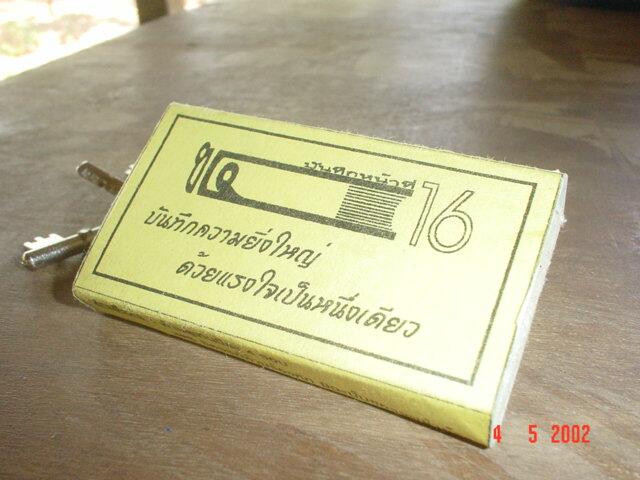 บันทึกหน้าที่
16
บันทึกความยิ่งใหญ่
ด้วยแรงใจเป็นหนึ่งเดียว
4 5 2002